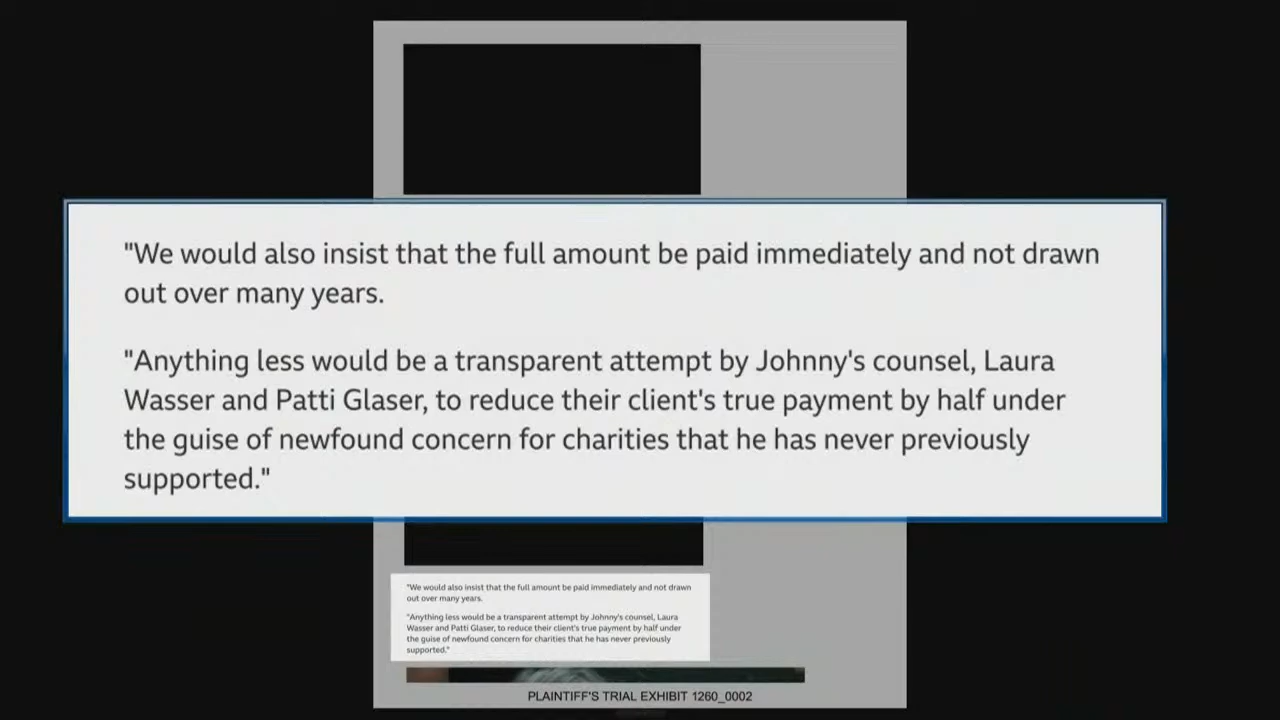 "We would also insist that the full amount be paid immediately and not drawn
out over many years.
"Anything less would be a transparent attempt by Johnny's counsel, Laura
Wasser and Patti Glaser, to reduce their client's true payment by half under
the guise of newfound concern for charities that he has never previously
supported."
"We would also insist that the full amount be paid immediately and not drawn
out over many years.
"Anything less would be a transparent attempt by Johnny's counsel, Laura
Wasser and Patti Glaser, to reduce their client's true payment by half under
the guise of newfound concern for charities that he has never previously
supported."
PLAINTIFF'S TRIAL EXHIBIT 1260_0002